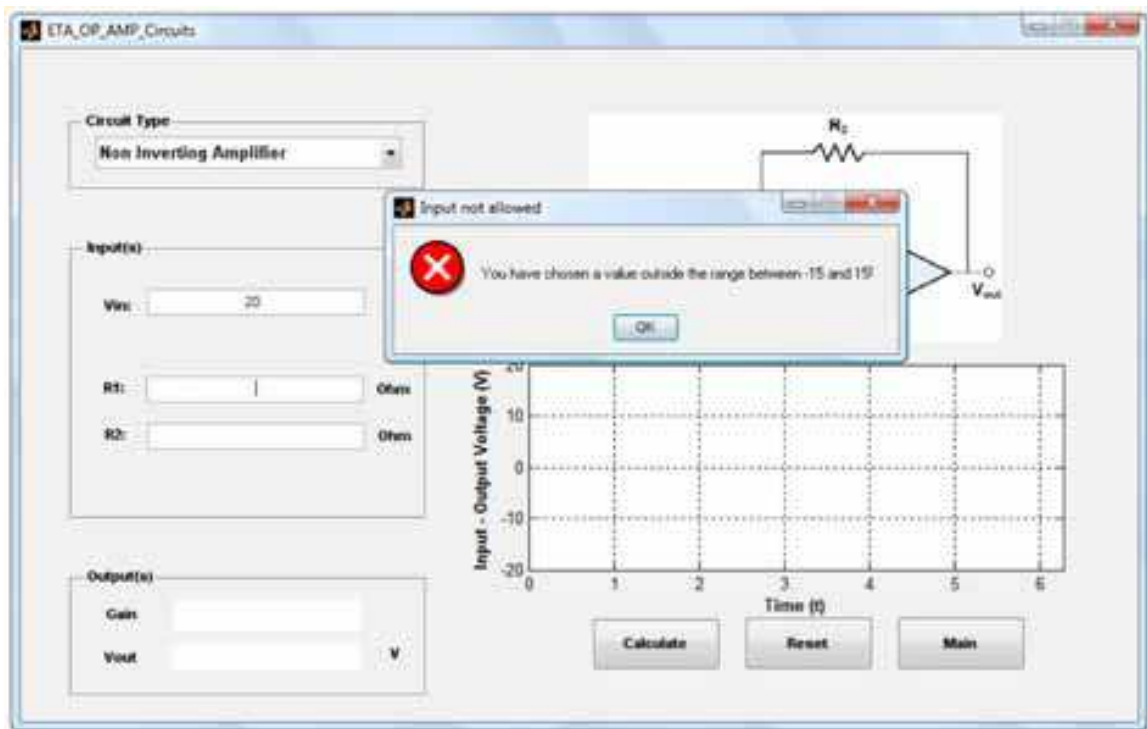 ETA_OP_AMP_Circuits
Circuit Type
Non Inverting Amplifier
R₂
Input not allowed
You have chosen a value outside the range between -15 and 15!
OK
Input(s)
Vin: 20
R1: Ohm
R2: Ohm
Vout
Input - Output Voltage (V)
20
10
0
-10
-20
0 1 2 3 4 5 6
Time (t)
Output(s)
Gain
Vout V
Calculate Reset Main